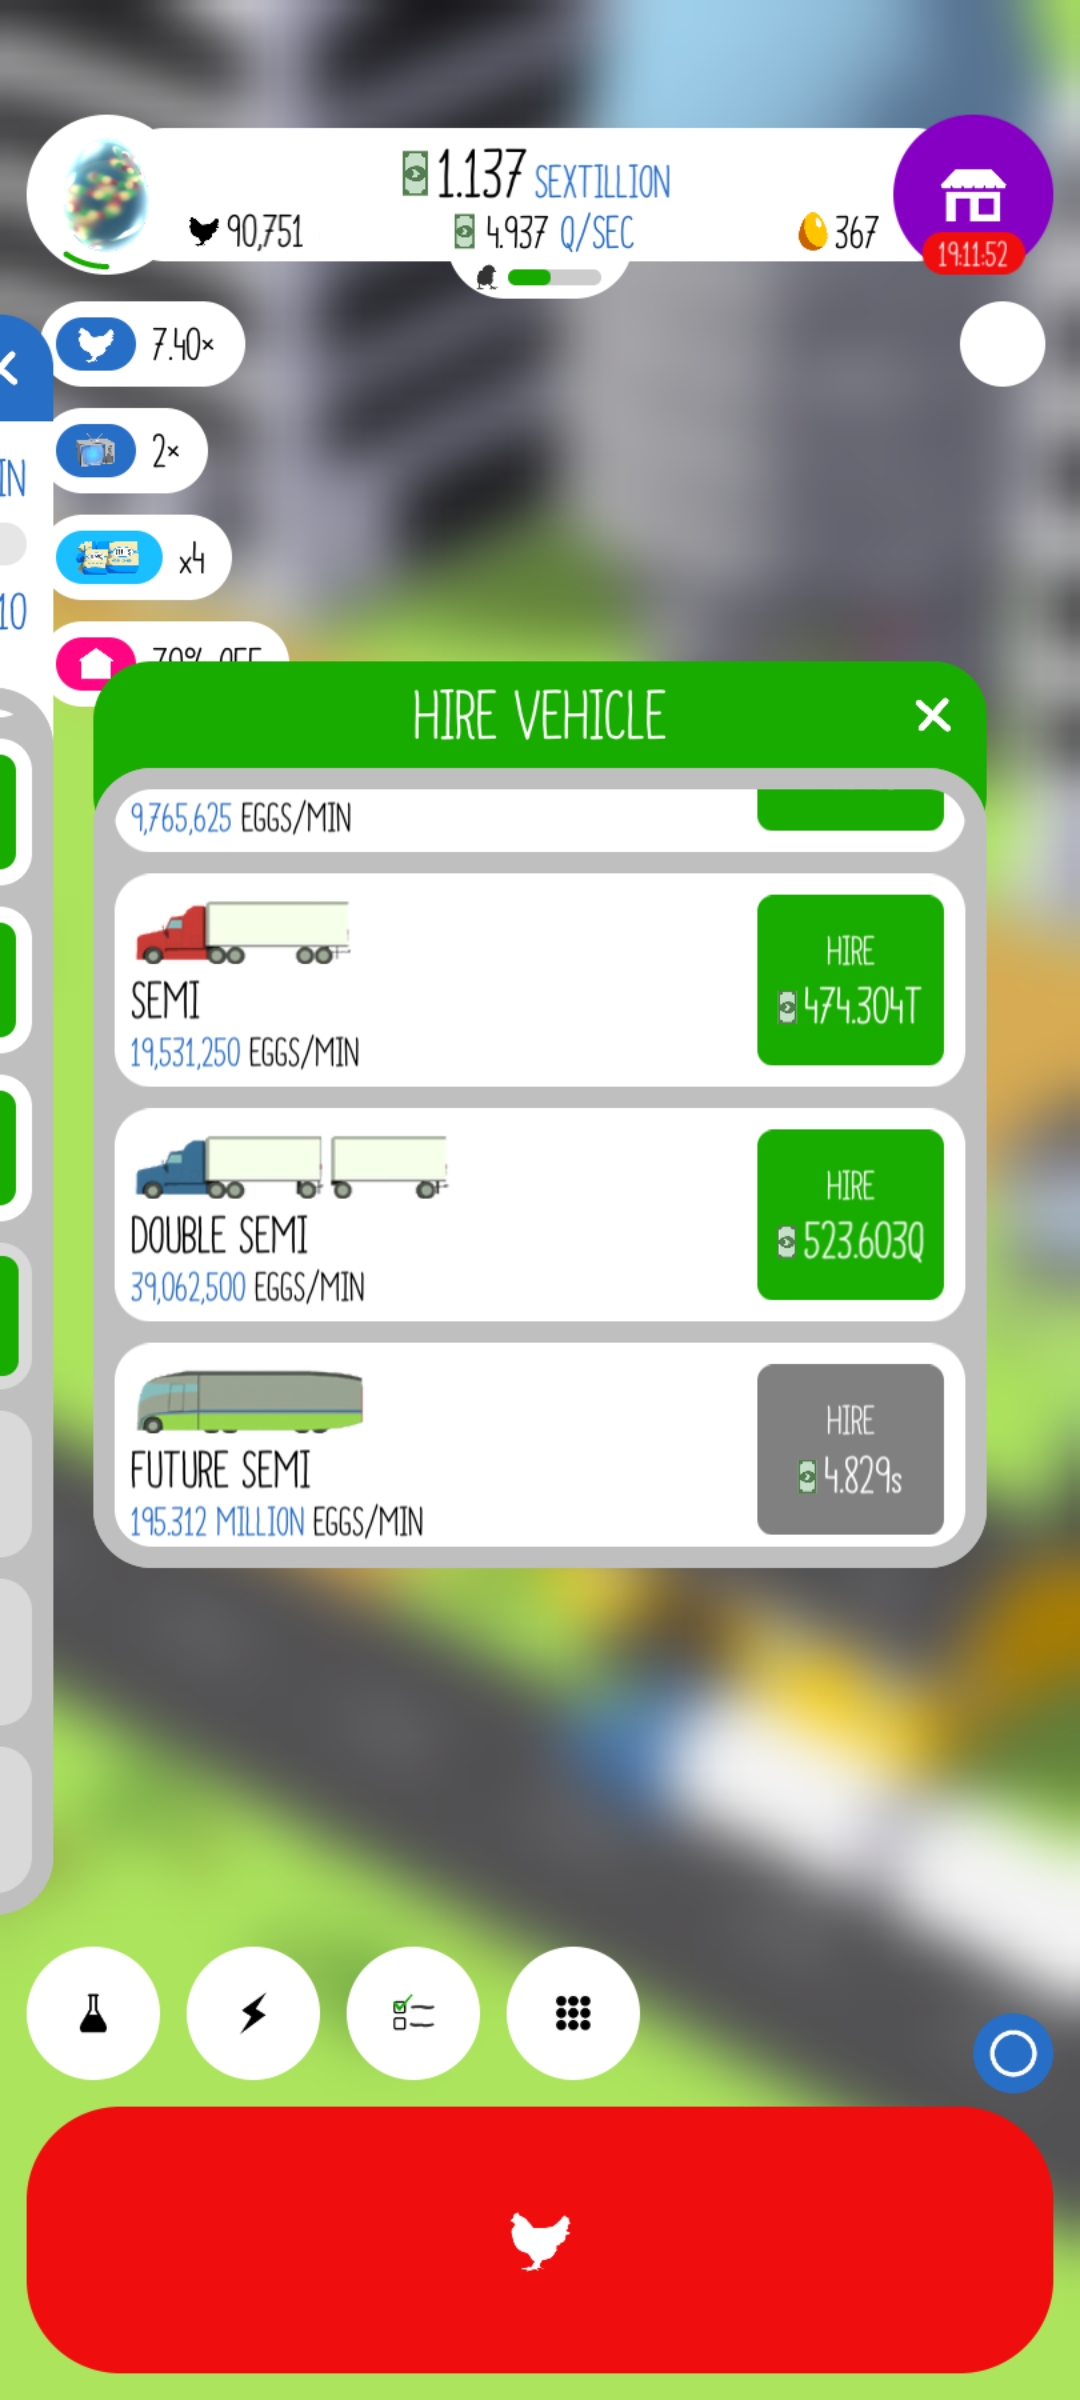 1.137 SEXTILLION
90,751
4.937 Q/SEC
367
19:11:52
7.40×
2×
IN
x4
10
70% OFF
HIRE VEHICLE
9,765,625 EGGS/MIN
SEMI
19,531,250 EGGS/MIN
HIRE
474.304T
DOUBLE SEMI
39,062,500 EGGS/MIN
HIRE
523.603Q
FUTURE SEMI
195.312 MILLION EGGS/MIN
HIRE
4.829s